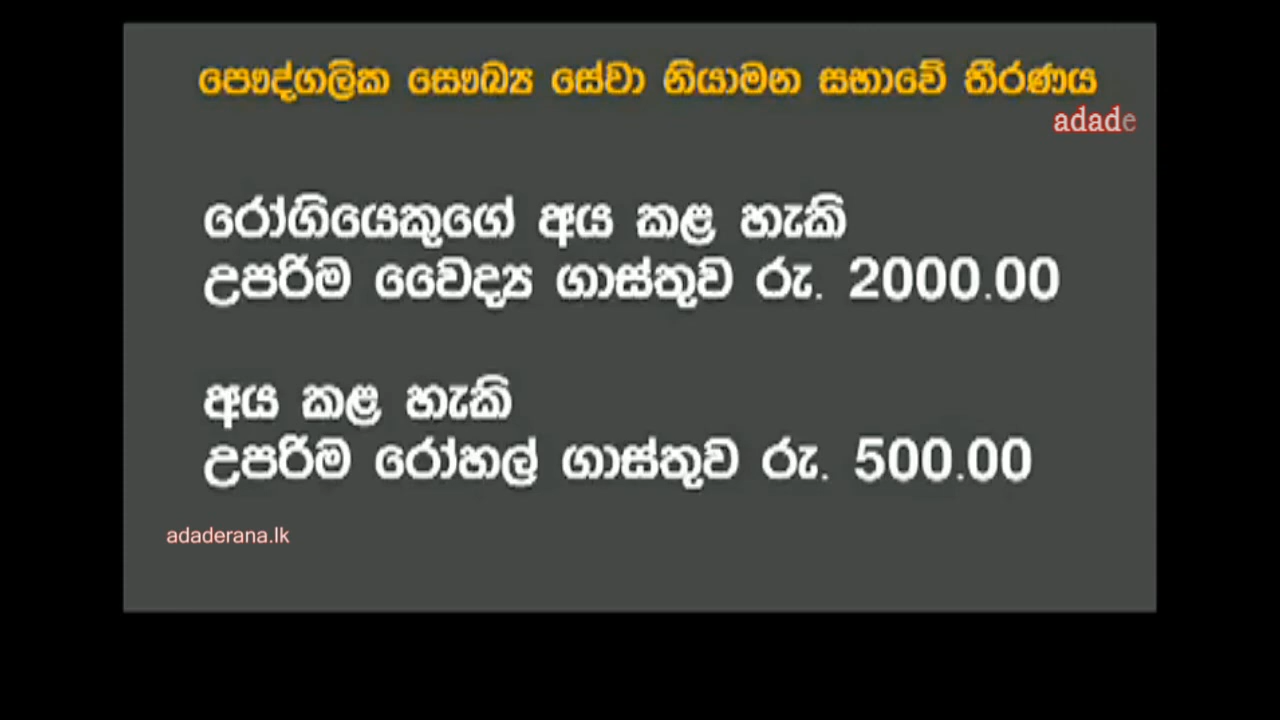 පෞද්ගලික සෞඛ්‍ය සේවා නියාමන සභාවේ තීරණය
adade
රෝගියෙකුගේ අය කළ හැකි
උපරිම වෛද්‍ය ගාස්තුව රු. 2000.00
අය කළ හැකි
උපරිම රෝහල් ගාස්තුව රු. 500.00
adaderana.lk